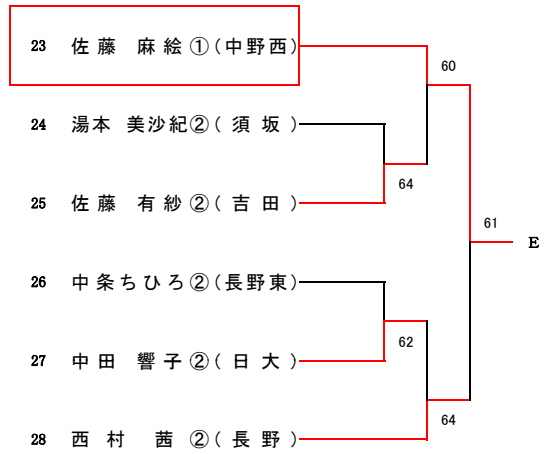 23 佐藤 麻絵①(中野西)
60
24 湯本 美沙紀②(須坂)
64
25 佐藤 有紗②(吉田)
61
E
26 中条ちひろ②(長野東)
62
27 中田 響子②(日大)
64
28 西村 茜②(長野)